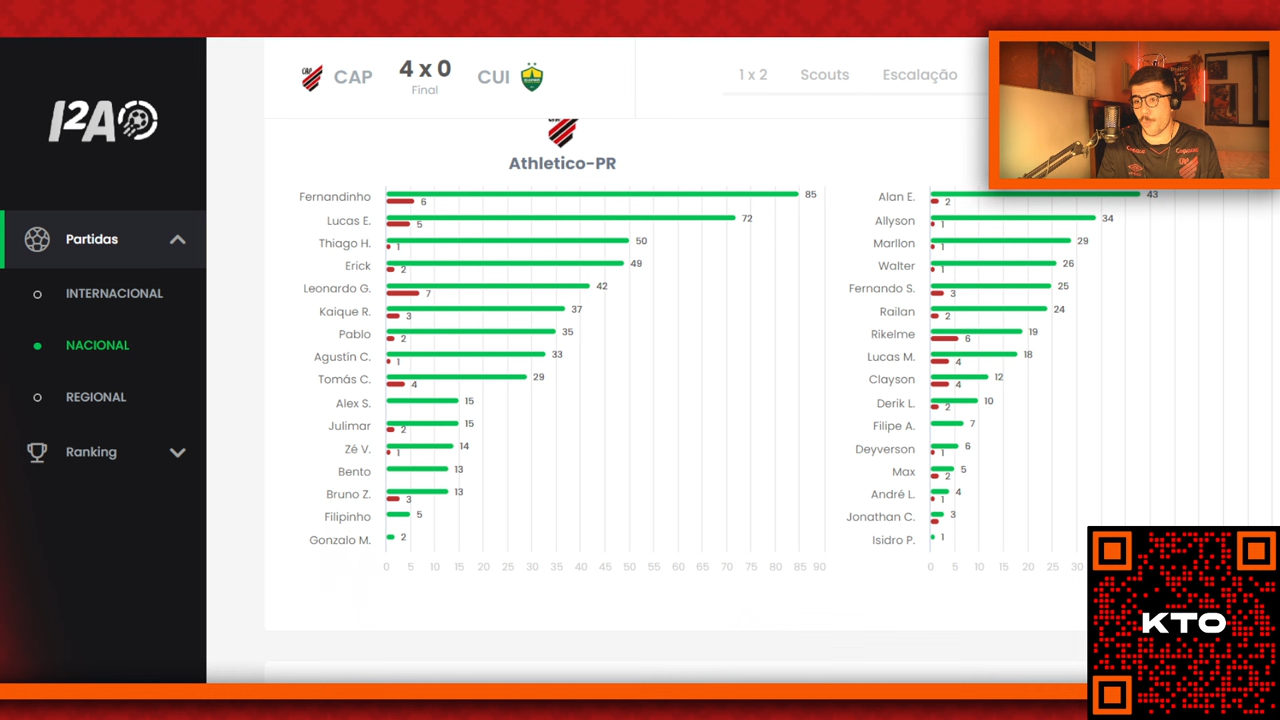 I2A
CAP 4 x 0 CUI
Final
1 x 2 Scouts Escalação
Partidas
INTERNACIONAL
NACIONAL
REGIONAL
Ranking
Athletico-PR
Fernandinho 85 6
Lucas E. 72 5
Thiago H. 50 1
Erick 49 2
Leonardo G. 42 7
Kaique R. 37 3
Pablo 35 2
Agustín C. 33 1
Tomás C. 29 4
Alex S. 15
Julimar 15 2
Zé V. 14 1
Bento 13
Bruno Z. 13 3
Filipinho 5
Gonzalo M. 2
0 5 10 15 20 25 30 35 40 45 50 55 60 65 70 75 80 85 90
Alan E. 43 2
Allyson 34 1
Marllon 29 1
Walter 26 1
Fernando S. 25 3
Railan 24 2
Rikelme 19 6
Lucas M. 18 4
Clayson 12 4
Derik L. 10 2
Filipe A. 7
Deyverson 6 1
Max 5 2
André L. 4 1
Jonathan C. 3
Isidro P. 1
0 5 10 15 20 25 30
KTO